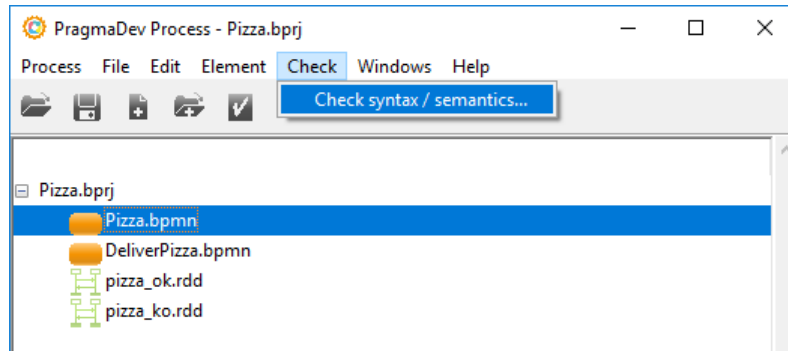 PragmaDev Process - Pizza.bprj
Process File Edit Element Check Windows Help
Check syntax / semantics...
Pizza.bprj
Pizza.bpmn
DeliverPizza.bpmn
pizza_ok.rdd
pizza_ko.rdd